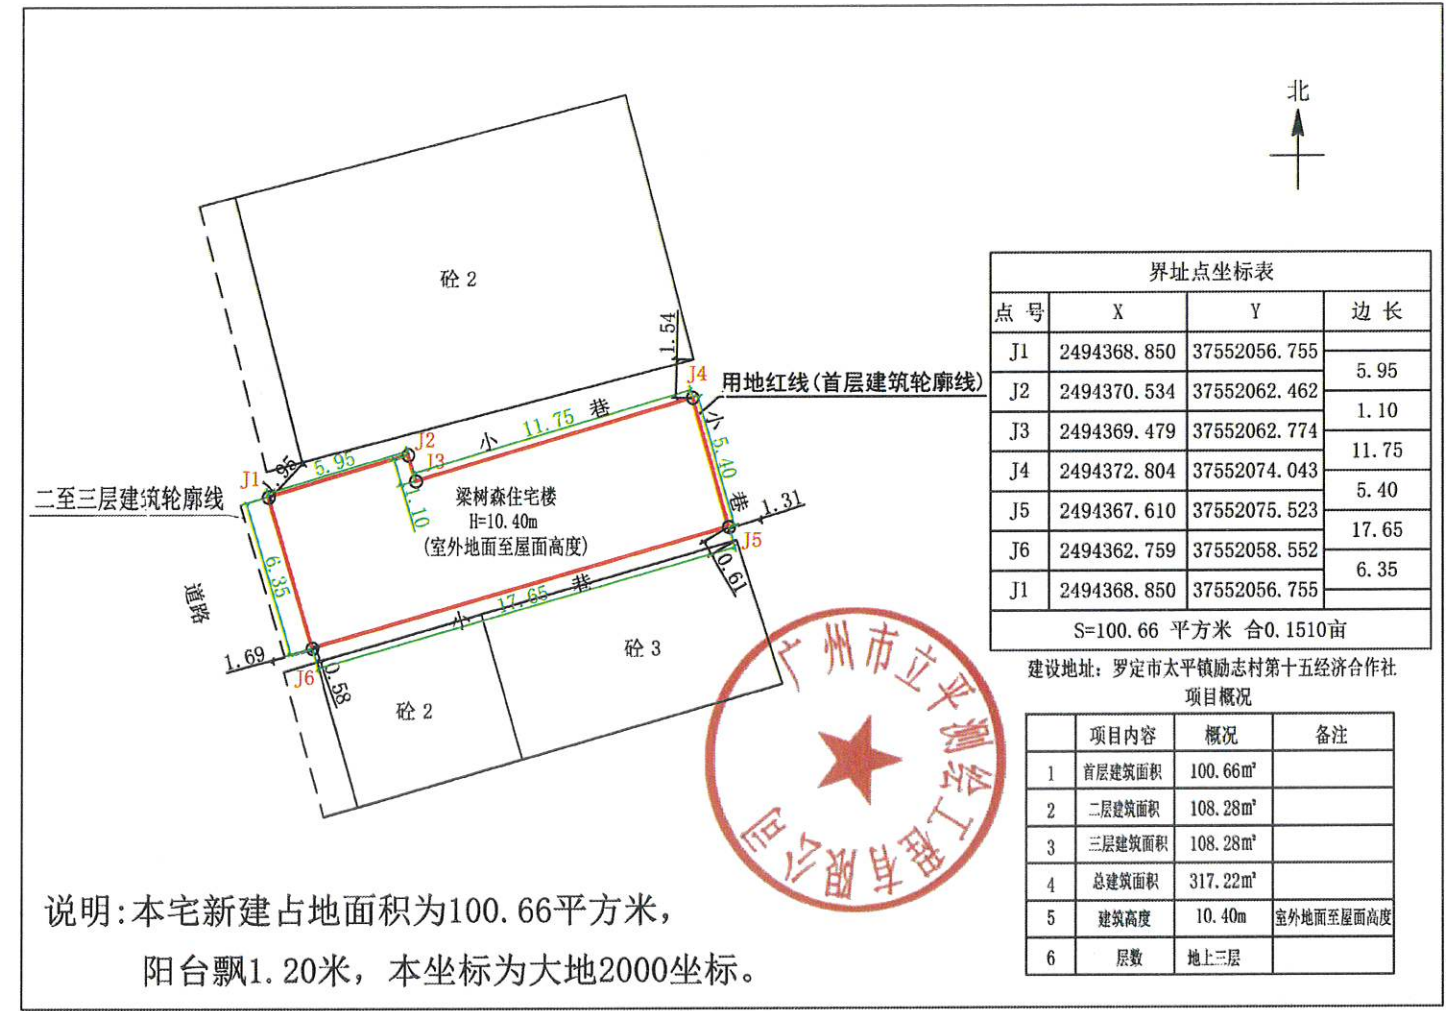 北
砼2
1.54
J4
用地红线(首层建筑轮廓线)
小 巷
11.75
J2
5.95
J3
J1
1.95
1.10
小 巷
5.40
二至三层建筑轮廓线
梁树森住宅楼
H=10.40m
(室外地面至屋面高度)
1.31
J5
0.61
6.35
道路
17.65
小 巷
1.69
J6
0.58
砼2
砼3
界址点坐标表
点 号 X Y 边 长
J1 2494368.850 37552056.755
5.95
J2 2494370.534 37552062.462
1.10
J3 2494369.479 37552062.774
11.75
J4 2494372.804 37552074.043
5.40
J5 2494367.610 37552075.523
17.65
J6 2494362.759 37552058.552
6.35
J1 2494368.850 37552056.755
S=100.66 平方米 合0.1510亩
建设地址: 罗定市太平镇励志村第十五经济合作社
项目概况
项目内容 概况 备注
1 首层建筑面积 100.66m²
2 二层建筑面积 108.28m²
3 三层建筑面积 108.28m²
4 总建筑面积 317.22m²
5 建筑高度 10.40m 室外地面至屋面高度
6 层数 地上三层
广州市立平测绘工程有限公司
说明:本宅新建占地面积为100.66平方米,
阳台飘1.20米, 本坐标为大地2000坐标。